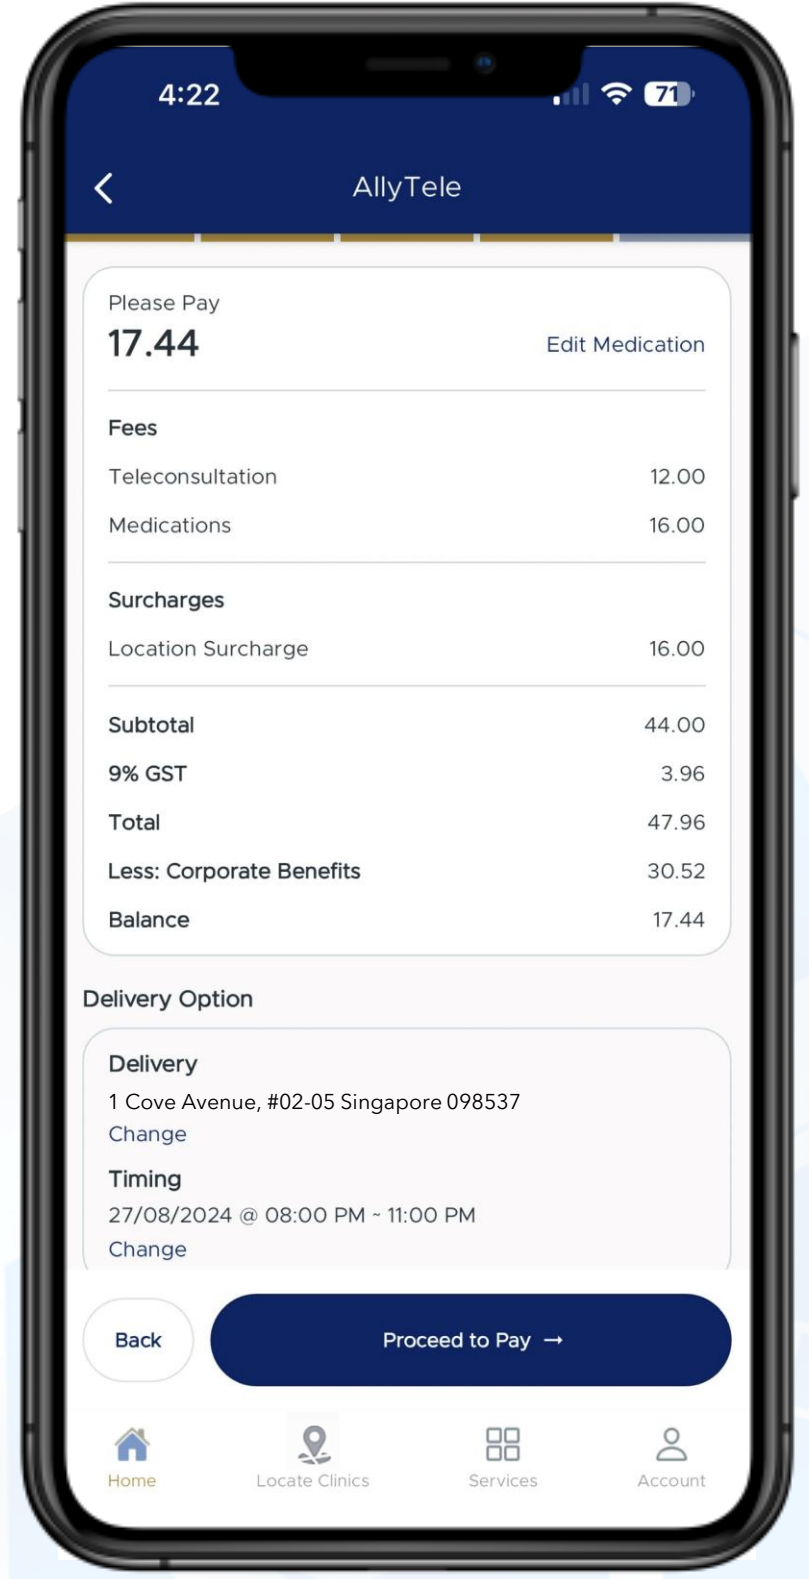 4:22
71
AllyTele
Please Pay
17.44
Edit Medication
Fees
Teleconsultation 12.00
Medications 16.00
Surcharges
Location Surcharge 16.00
Subtotal 44.00
9% GST 3.96
Total 47.96
Less: Corporate Benefits 30.52
Balance 17.44
Delivery Option
Delivery
1 Cove Avenue, #02-05 Singapore 098537
Change
Timing
27/08/2024 @ 08:00 PM ~ 11:00 PM
Change
Back
Proceed to Pay →
Home Locate Clinics Services Account